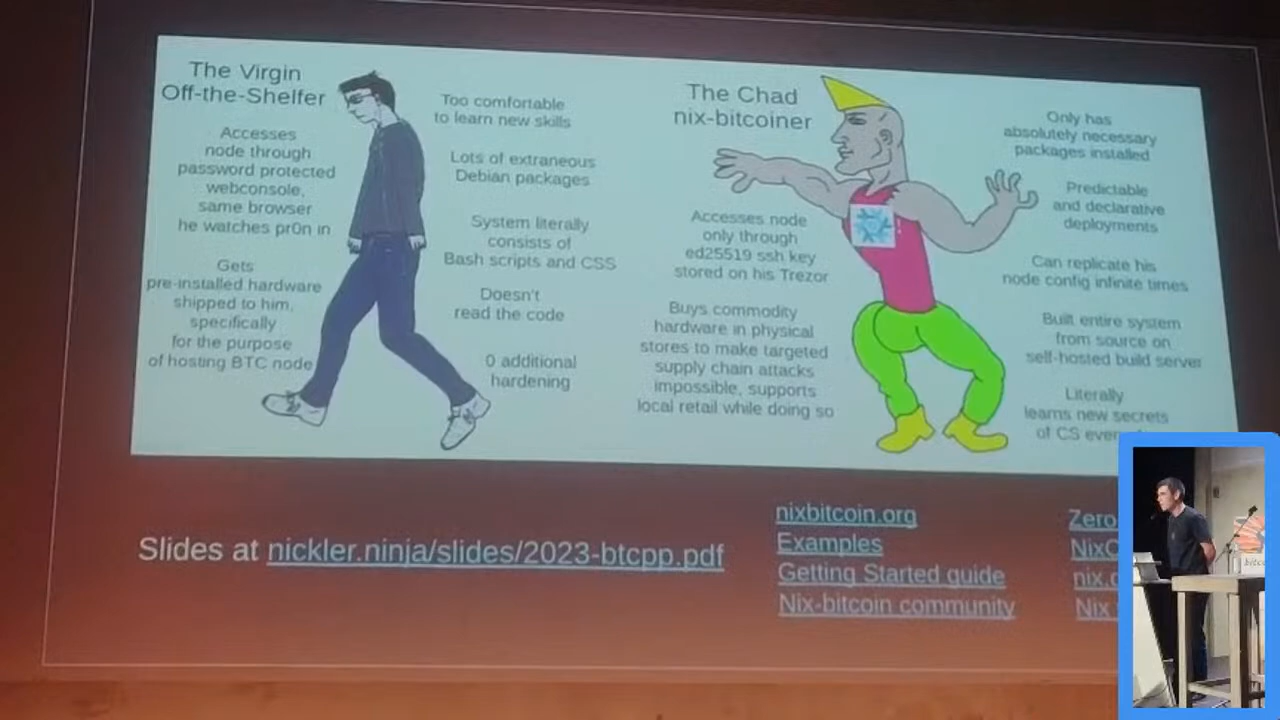 The Virgin
Off-the-Shelfer
Accesses
node through
password protected
webconsole,
same browser
he watches pr0n in
Gets
pre-installed hardware
shipped to him,
specifically
for the purpose
of hosting BTC node
Too comfortable
to learn new skills
Lots of extraneous
Debian packages
System literally
consists of
Bash scripts and CSS
Doesn't
read the code
0 additional
hardening
The Chad
nix-bitcoiner
Accesses node
only through
ed25519 ssh key
stored on his Trezor
Buys commodity
hardware in physical
stores to make targeted
supply chain attacks
impossible, supports
local retail while doing so
Only has
absolutely necessary
packages installed
Predictable
and declarative
deployments
Can replicate his
node config infinite times
Built entire system
from source on
self-hosted build server
Literally
learns new secrets
of CS ever
Slides at nickler.ninja/slides/2023-btcpp.pdf
nixbitcoin.org
Examples
Getting Started guide
Nix-bitcoin community
Zero
Nix
nix.
Nix
bitc